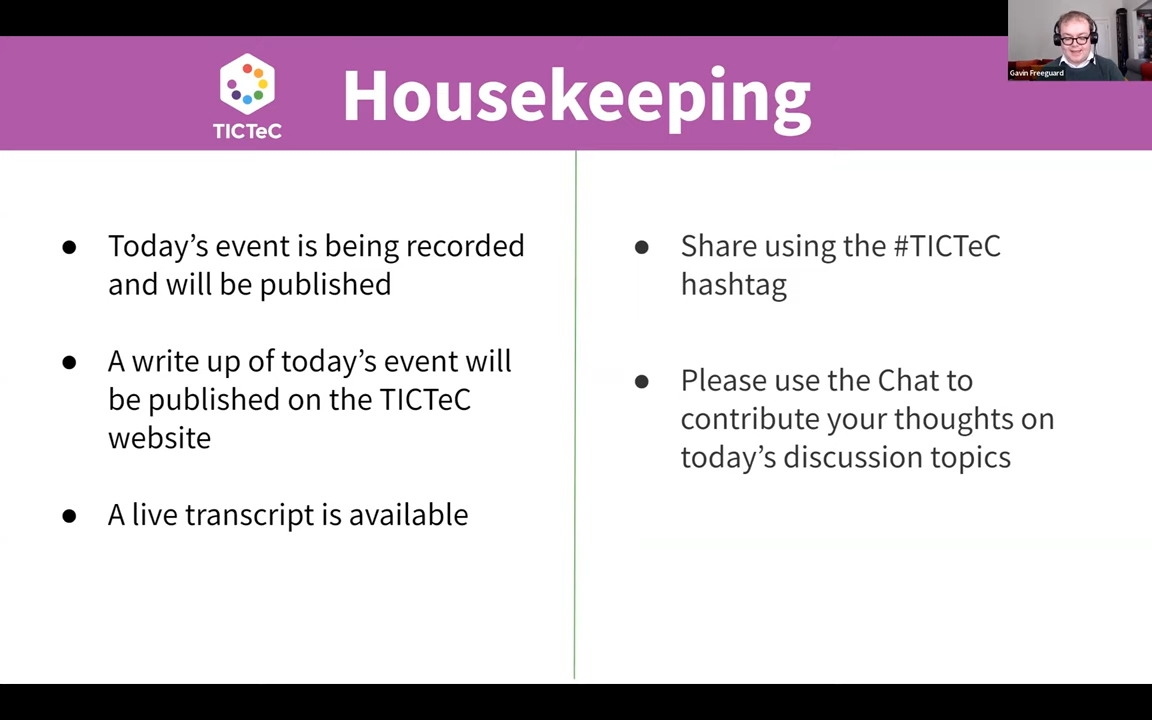 Gavin Freeguard
TICTeC
Housekeeping
Today’s event is being recorded
and will be published
A write up of today’s event will
be published on the TICTeC
website
A live transcript is available
Share using the #TICTeC
hashtag
Please use the Chat to
contribute your thoughts on
today’s discussion topics